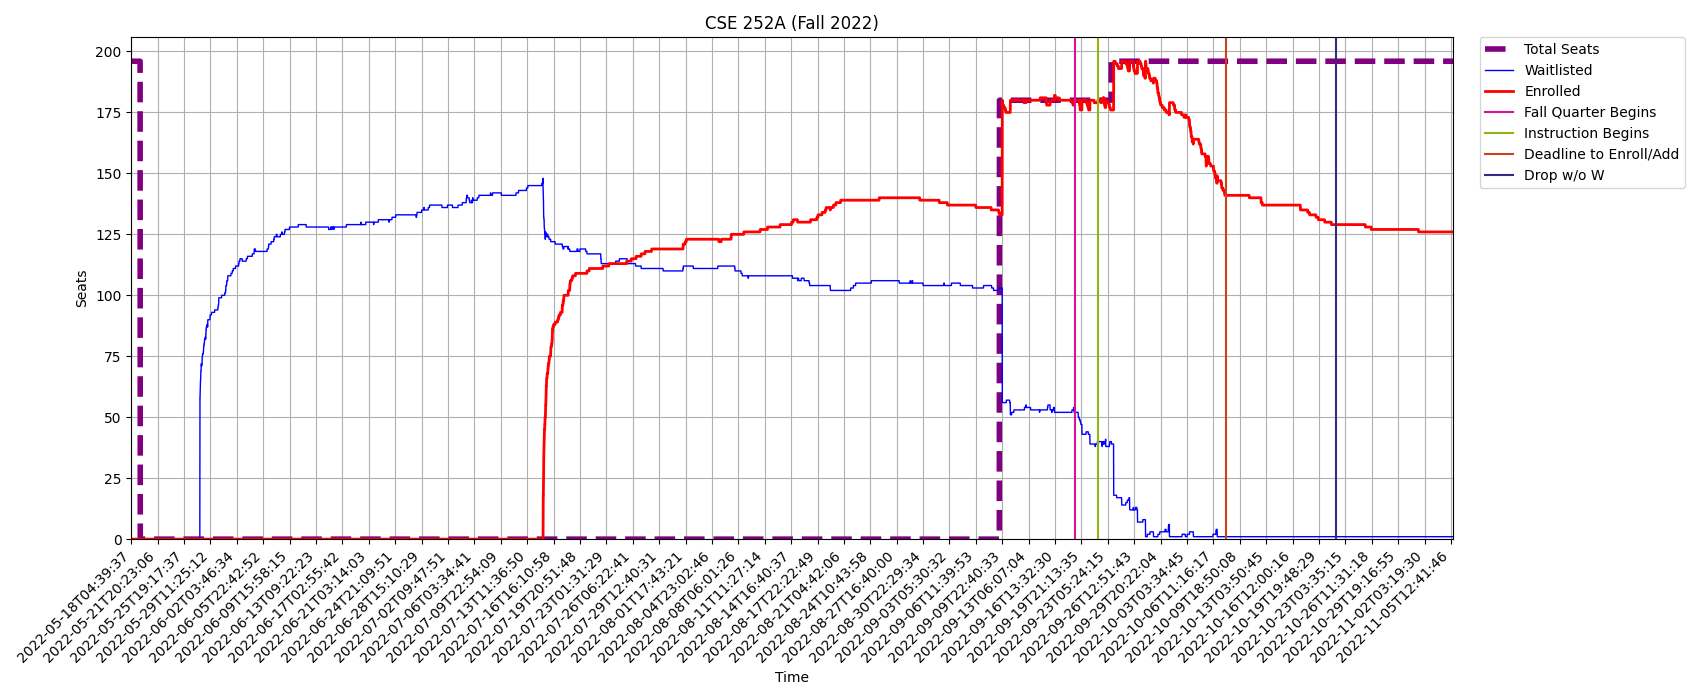 CSE 252A (Fall 2022)
200
175
150
125
100
75
50
25
0
Seats
2022-05-18T04:39:37
2022-05-21T20:23:06
2022-05-25T19:17:37
2022-05-29T11:25:12
2022-06-02T03:46:34
2022-06-05T22:42:52
2022-06-09T15:58:15
2022-06-13T09:22:23
2022-06-17T02:55:42
2022-06-21T03:14:03
2022-06-24T21:09:51
2022-06-28T15:10:29
2022-07-02T09:47:51
2022-07-06T03:34:41
2022-07-09T22:54:09
2022-07-13T11:36:50
2022-07-16T16:10:58
2022-07-19T20:51:48
2022-07-23T01:31:29
2022-07-26T06:22:41
2022-07-29T12:40:31
2022-08-01T17:43:21
2022-08-04T23:02:46
2022-08-08T06:01:26
2022-08-11T11:27:14
2022-08-14T16:40:37
2022-08-17T22:22:49
2022-08-21T04:42:06
2022-08-24T10:43:58
2022-08-27T16:40:00
2022-08-30T22:29:34
2022-09-03T05:30:32
2022-09-06T11:39:53
2022-09-09T22:40:33
2022-09-13T06:07:04
2022-09-16T13:32:30
2022-09-19T21:13:35
2022-09-23T05:24:15
2022-09-26T12:51:43
2022-09-29T20:22:04
2022-10-03T03:34:45
2022-10-06T11:16:17
2022-10-09T18:50:08
2022-10-13T03:50:45
2022-10-16T12:00:16
2022-10-19T19:48:29
2022-10-23T03:35:15
2022-10-26T11:31:18
2022-10-29T19:16:55
2022-11-02T03:19:30
2022-11-05T12:41:46
Time
Total Seats
Waitlisted
Enrolled
Fall Quarter Begins
Instruction Begins
Deadline to Enroll/Add
Drop w/o W